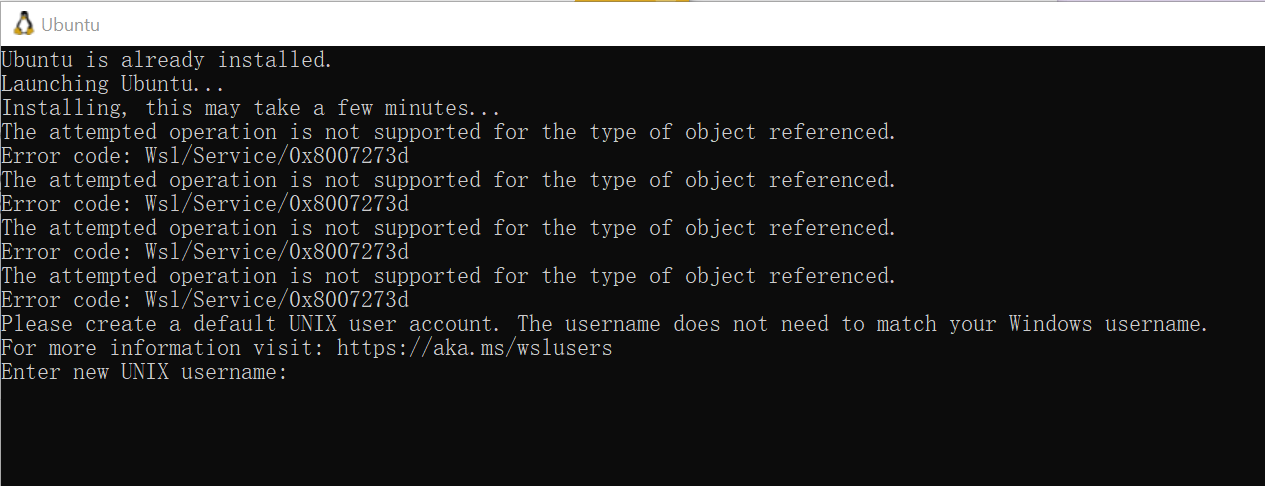 Ubuntu
Ubuntu is already installed.
Launching Ubuntu...
Installing, this may take a few minutes...
The attempted operation is not supported for the type of object referenced.
Error code: Wsl/Service/0x8007273d
The attempted operation is not supported for the type of object referenced.
Error code: Wsl/Service/0x8007273d
The attempted operation is not supported for the type of object referenced.
Error code: Wsl/Service/0x8007273d
The attempted operation is not supported for the type of object referenced.
Error code: Wsl/Service/0x8007273d
Please create a default UNIX user account. The username does not need to match your Windows username.
For more information visit: https://aka.ms/wslusers
Enter new UNIX username: